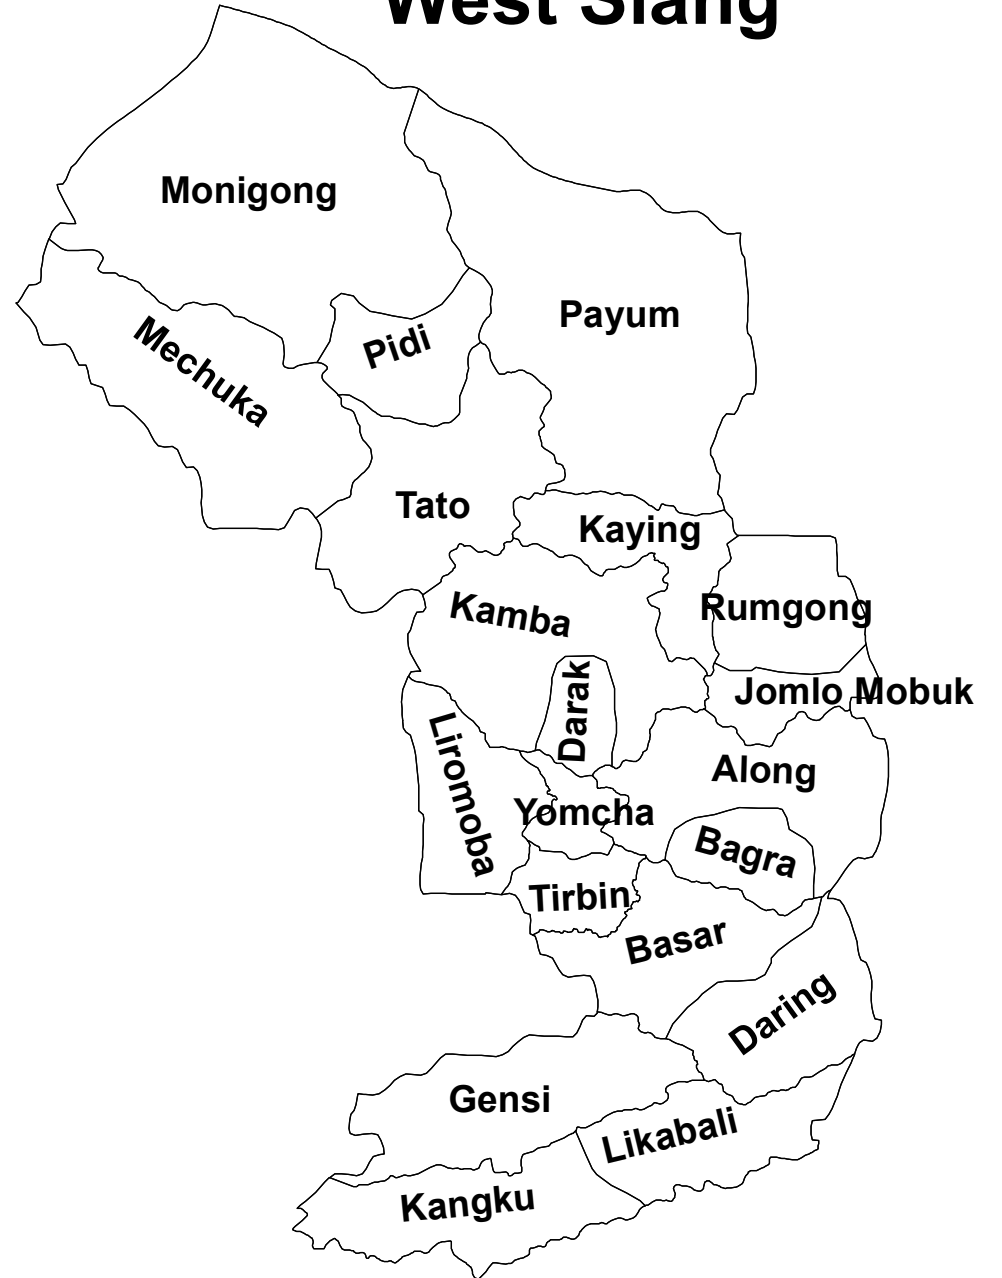 West Siang
Monigong
Payum
Pidi
Mechuka
Tato
Kaying
Rumgong
Kamba
Jomlo Mobuk
Darak
Liromoba
Along
Yomcha
Bagra
Tirbin
Basar
Daring
Gensi
Likabali
Kangku